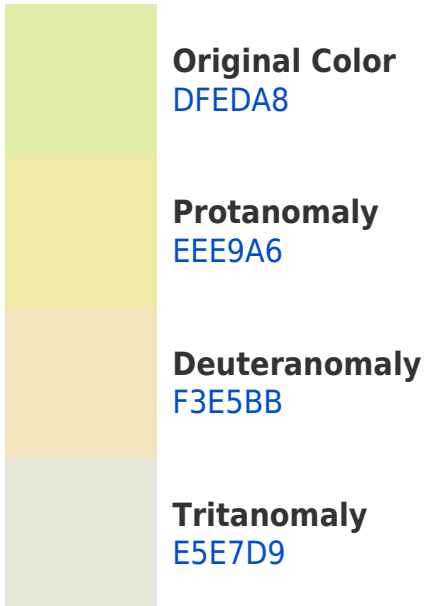 Original Color
DFEDA8
Protanomaly
EEE9A6
Deuteranomaly
F3E5BB
Tritanomaly
E5E7D9